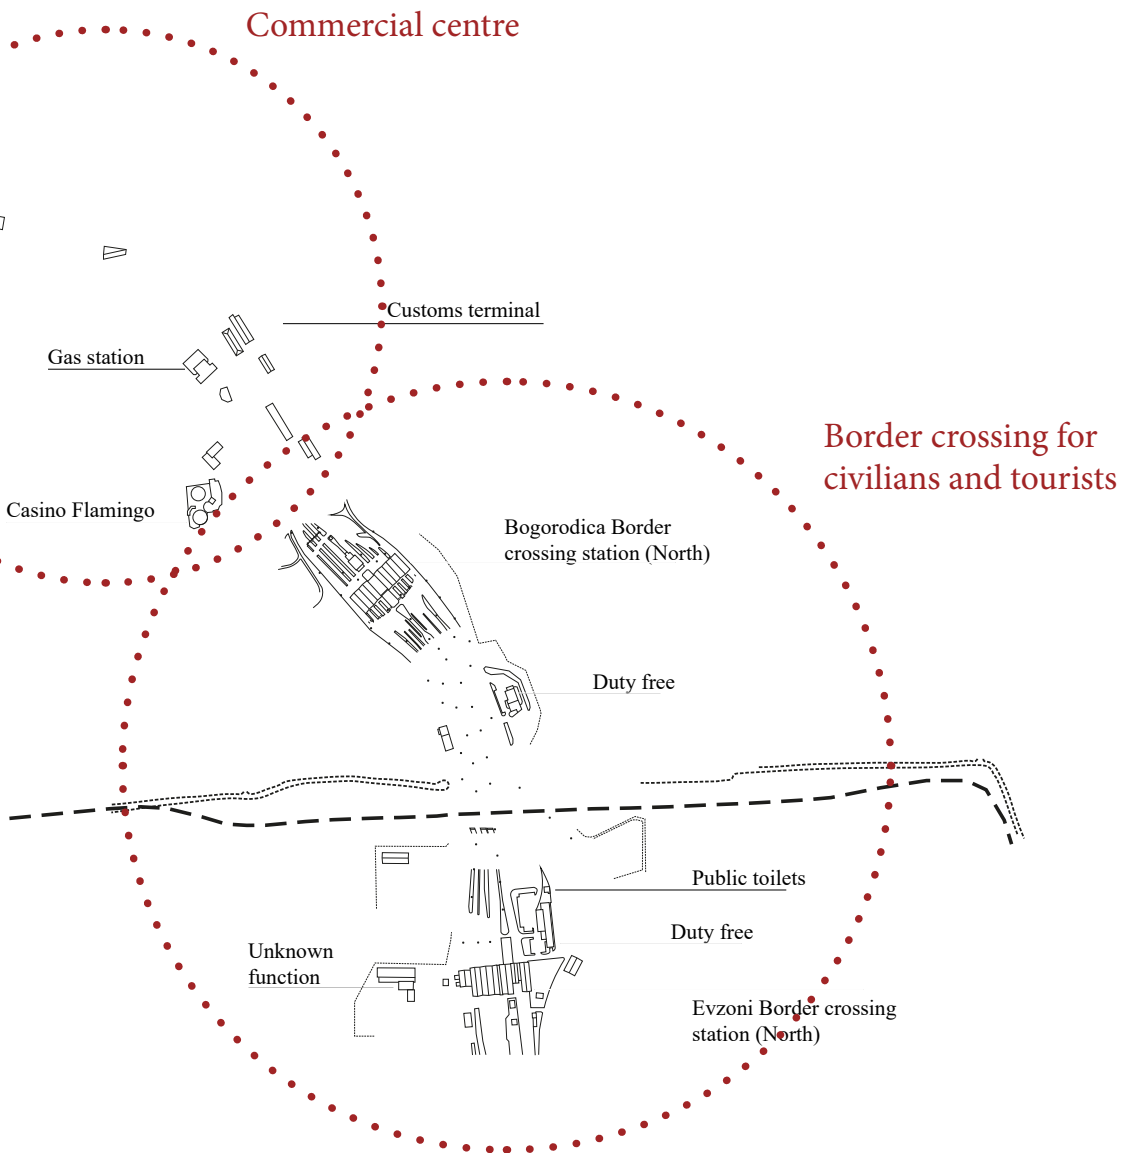 Commercial centre
Customs terminal
Gas station
Border crossing for
civilians and tourists
Casino Flamingo
Bogorodica Border
crossing station (North)
Duty free
Public toilets
Duty free
Unknown
function
Evzoni Border crossing
station (North)